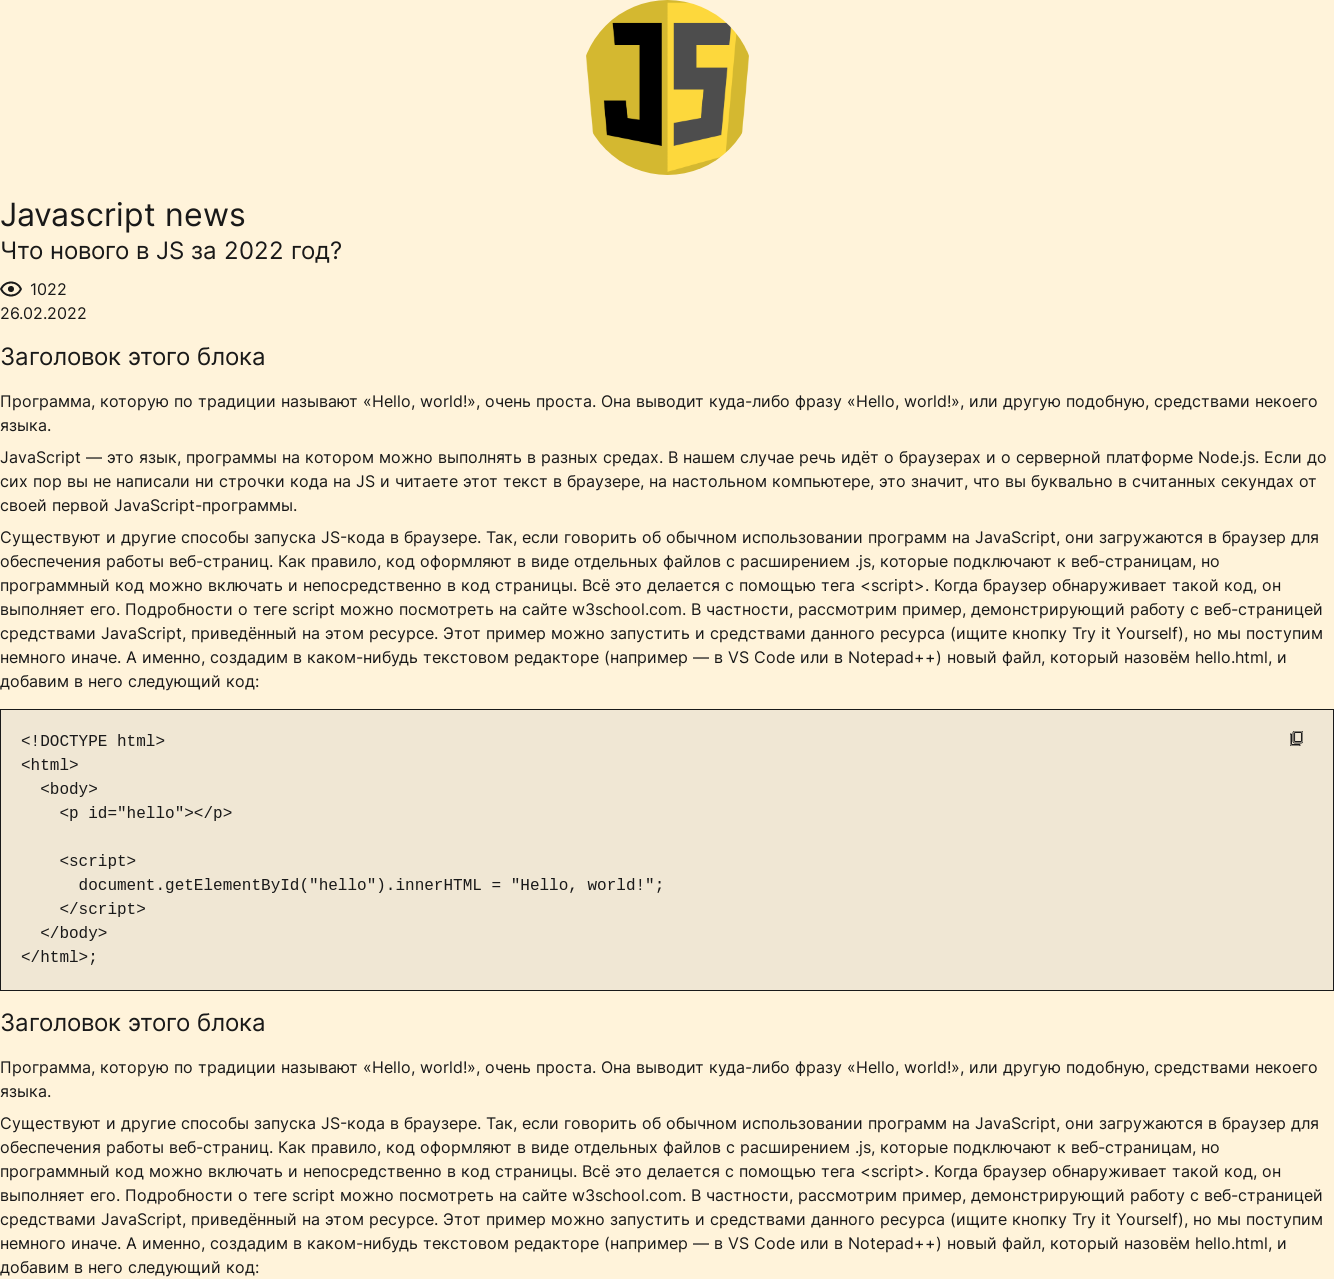 JS
Javascript news
Что нового в JS за 2022 год?
1022
26.02.2022
Заголовок этого блока
Программа, которую по традиции называют «Hello, world!», очень проста. Она выводит куда-либо фразу «Hello, world!», или другую подобную, средствами некоего
языка.
JavaScript — это язык, программы на котором можно выполнять в разных средах. В нашем случае речь идёт о браузерах и о серверной платформе Node.js. Если до
сих пор вы не написали ни строчки кода на JS и читаете этот текст в браузере, на настольном компьютере, это значит, что вы буквально в считанных секундах от
своей первой JavaScript-программы.
Существуют и другие способы запуска JS-кода в браузере. Так, если говорить об обычном использовании программ на JavaScript, они загружаются в браузер для
обеспечения работы веб-страниц. Как правило, код оформляют в виде отдельных файлов с расширением .js, которые подключают к веб-страницам, но
программный код можно включать и непосредственно в код страницы. Всё это делается с помощью тега <script>. Когда браузер обнаруживает такой код, он
выполняет его. Подробности о теге script можно посмотреть на сайте w3school.com. В частности, рассмотрим пример, демонстрирующий работу с веб-страницей
средствами JavaScript, приведённый на этом ресурсе. Этот пример можно запустить и средствами данного ресурса (ищите кнопку Try it Yourself), но мы поступим
немного иначе. А именно, создадим в каком-нибудь текстовом редакторе (например — в VS Code или в Notepad++) новый файл, который назовём hello.html, и
добавим в него следующий код:
<!DOCTYPE html>
<html>
  <body>
    <p id="hello"></p>

    <script>
      document.getElementById("hello").innerHTML = "Hello, world!";
    </script>
  </body>
</html>;
Заголовок этого блока
Программа, которую по традиции называют «Hello, world!», очень проста. Она выводит куда-либо фразу «Hello, world!», или другую подобную, средствами некоего
языка.
Существуют и другие способы запуска JS-кода в браузере. Так, если говорить об обычном использовании программ на JavaScript, они загружаются в браузер для
обеспечения работы веб-страниц. Как правило, код оформляют в виде отдельных файлов с расширением .js, которые подключают к веб-страницам, но
программный код можно включать и непосредственно в код страницы. Всё это делается с помощью тега <script>. Когда браузер обнаруживает такой код, он
выполняет его. Подробности о теге script можно посмотреть на сайте w3school.com. В частности, рассмотрим пример, демонстрирующий работу с веб-страницей
средствами JavaScript, приведённый на этом ресурсе. Этот пример можно запустить и средствами данного ресурса (ищите кнопку Try it Yourself), но мы поступим
немного иначе. А именно, создадим в каком-нибудь текстовом редакторе (например — в VS Code или в Notepad++) новый файл, который назовём hello.html, и
добавим в него следующий код: